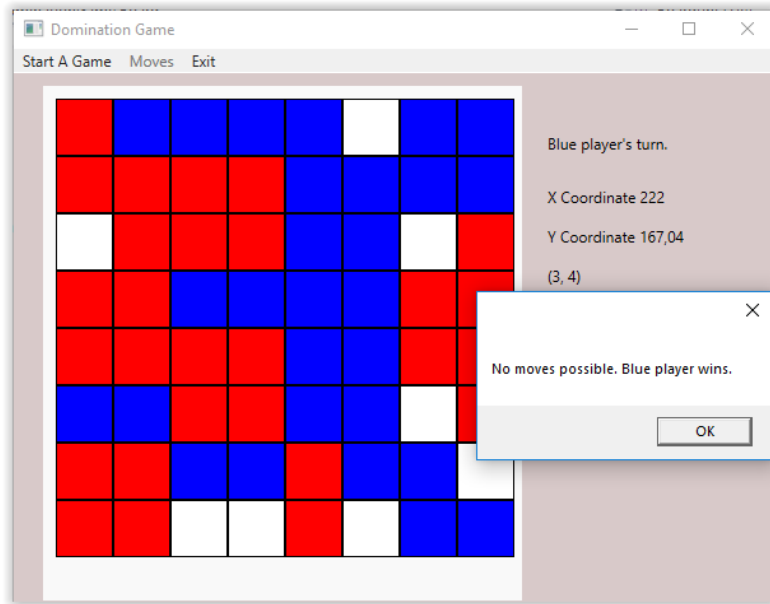 Domination Game
Start A Game Moves Exit
Blue player's turn.
X Coordinate 222
Y Coordinate 167,04
(3, 4)
No moves possible. Blue player wins.
OK